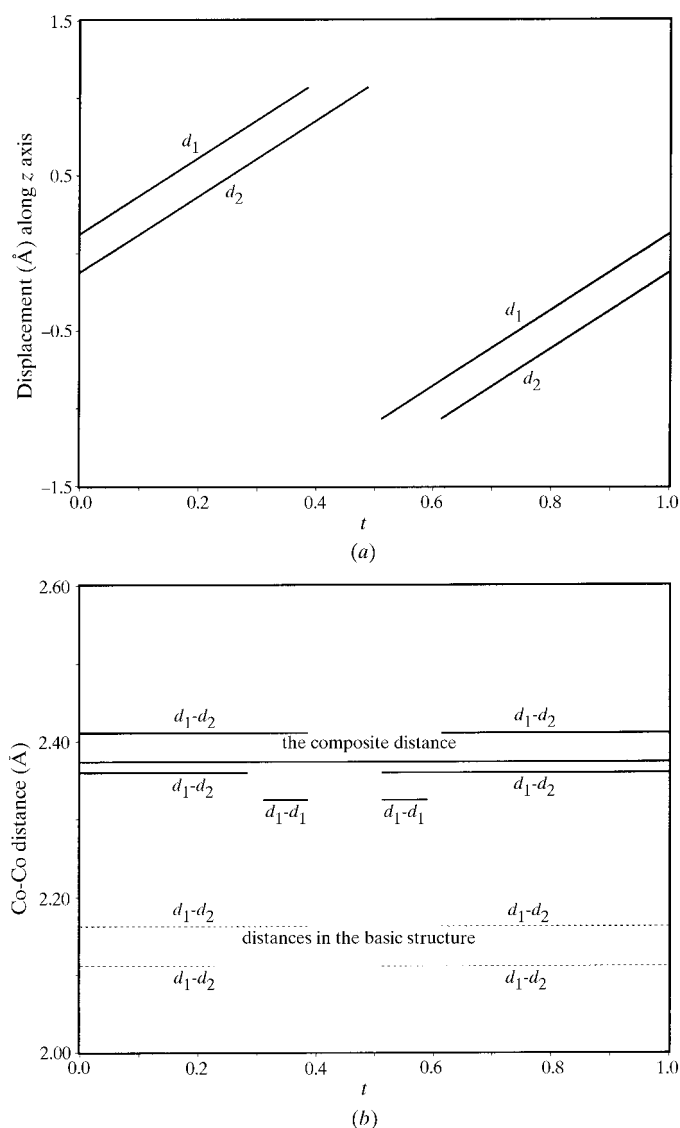 1.5
0.5
−0.5
−1.5
Displacement (Å) along z axis
d1
d2
d1
d2
0.0 0.2 0.4 0.6 0.8 1.0
t
(a)
2.60
2.40
2.20
2.00
Co-Co distance (Å)
d1-d2 d1-d2
the composite distance
d1-d2 d1-d2
d1-d1 d1-d1
d1-d2 d1-d2
distances in the basic structure
d1-d2 d1-d2
0.0 0.2 0.4 0.6 0.8 1.0
t
(b)